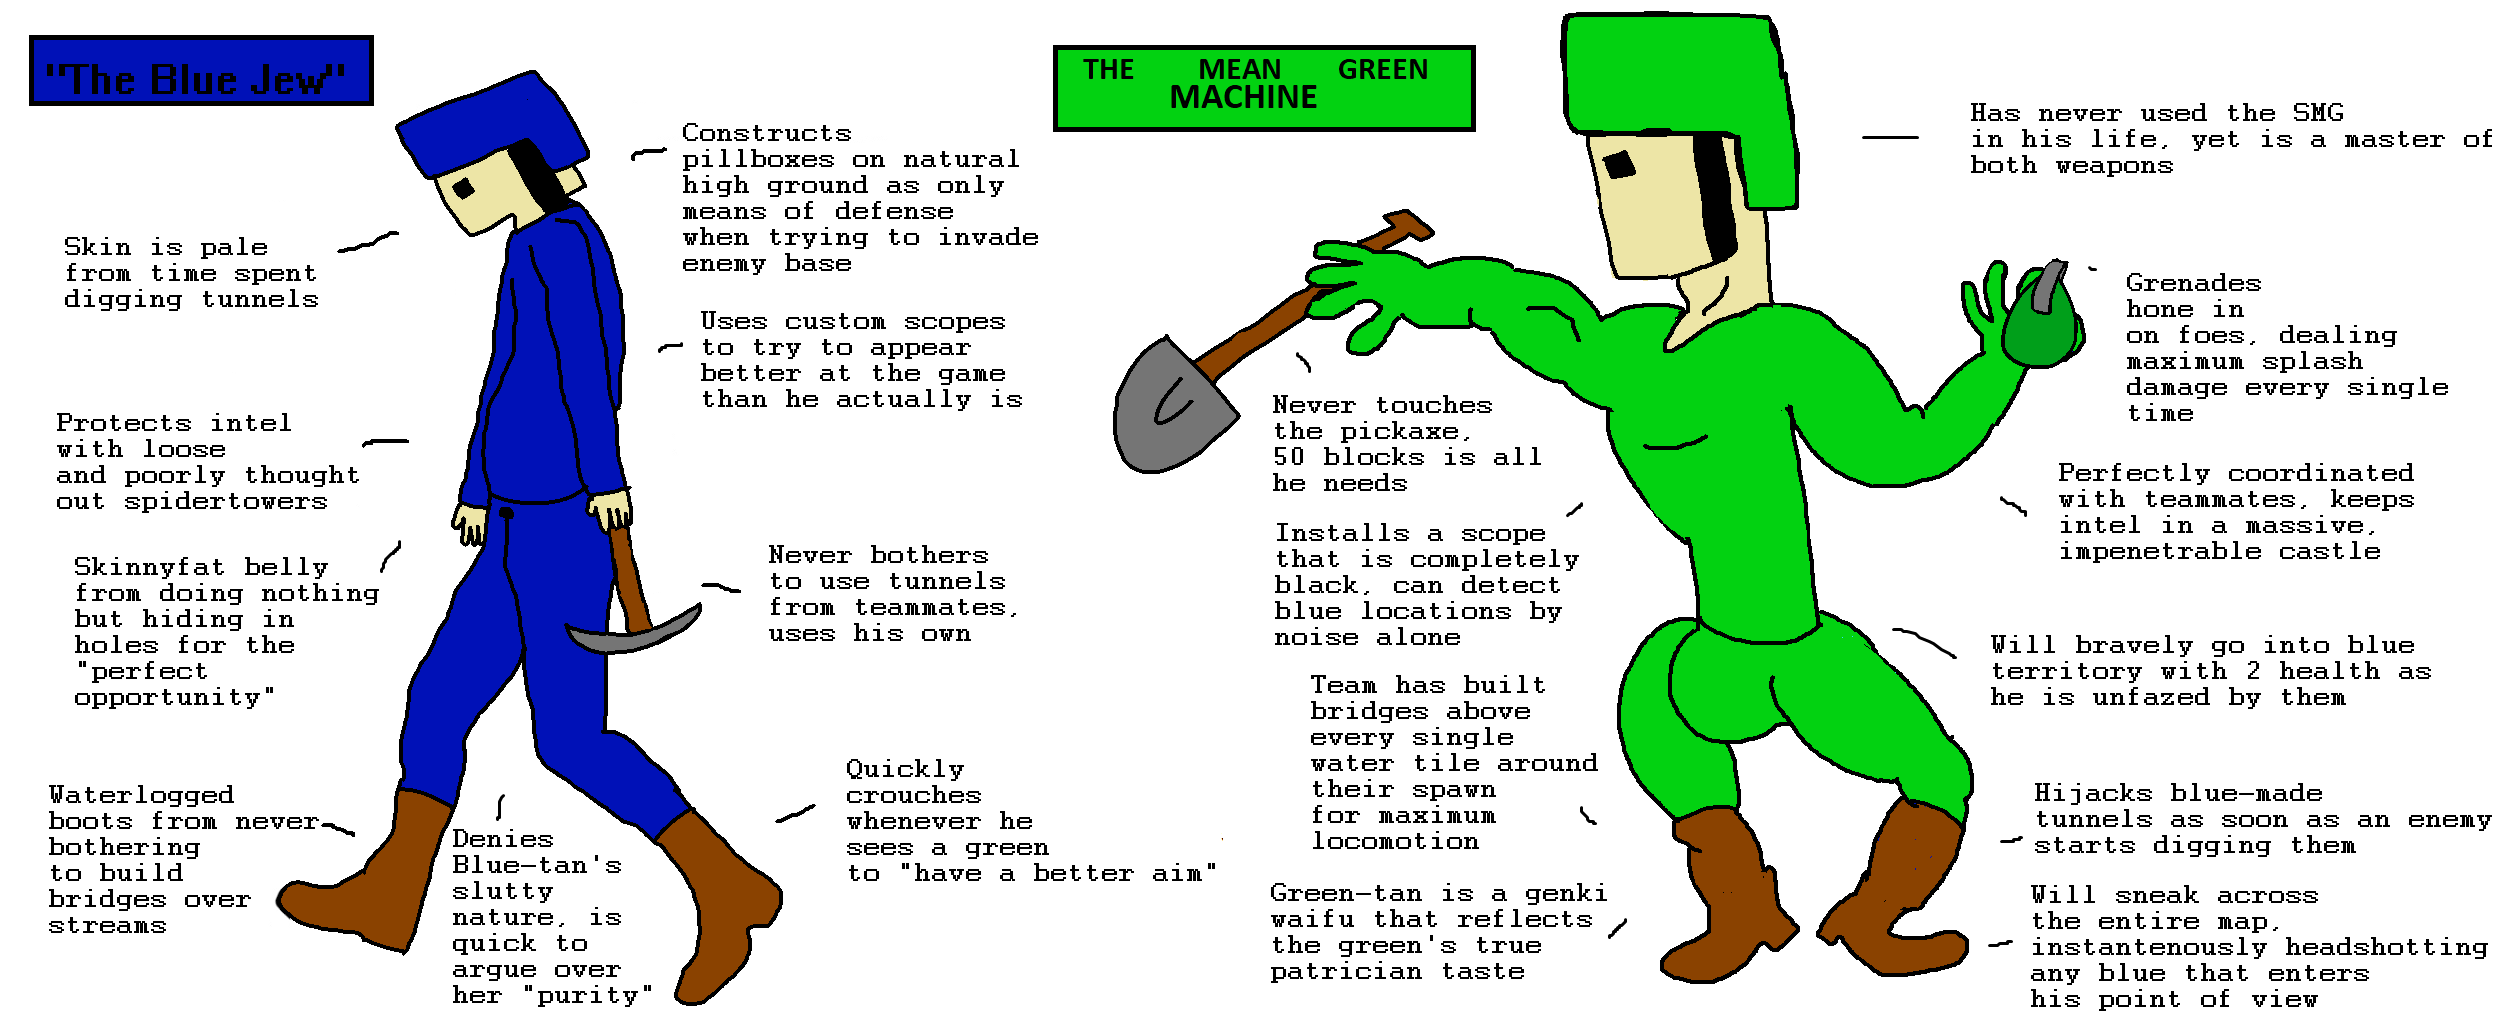 "The Blue Jew"
Skin is pale
from time spent
digging tunnels
Protects intel
with loose
and poorly thought
out spidertowers
Skinnyfat belly
from doing nothing
but hiding in
holes for the
"perfect
opportunity"
Waterlogged
boots from never
bothering
to build
bridges over
streams
Constructs
pillboxes on natural
high ground as only
means of defense
when trying to invade
enemy base
Uses custom scopes
to try to appear
better at the game
than he actually is
Never bothers
to use tunnels
from teammates,
uses his own
Quickly
crouches
whenever he
sees a green
to "have a better aim"
Denies
Blue-tan's
slutty
nature, is
quick to
argue over
her "purity"
THE MEAN GREEN
MACHINE
Never touches
the pickaxe,
50 blocks is all
he needs
Installs a scope
that is completely
black, can detect
blue locations by
noise alone
Team has built
bridges above
every single
water tile around
their spawn
for maximum
locomotion
Green-tan is a genki
waifu that reflects
the green's true
patrician taste
Has never used the SMG
in his life, yet is a master of
both weapons
Grenades
hone in
on foes, dealing
maximum splash
damage every single
time
Perfectly coordinated
with teammates, keeps
intel in a massive,
impenetrable castle
Will bravely go into blue
territory with 2 health as
he is unfazed by them
Hijacks blue-made
tunnels as soon as an enemy
starts digging them
Will sneak across
the entire map,
instantenously headshotting
any blue that enters
his point of view